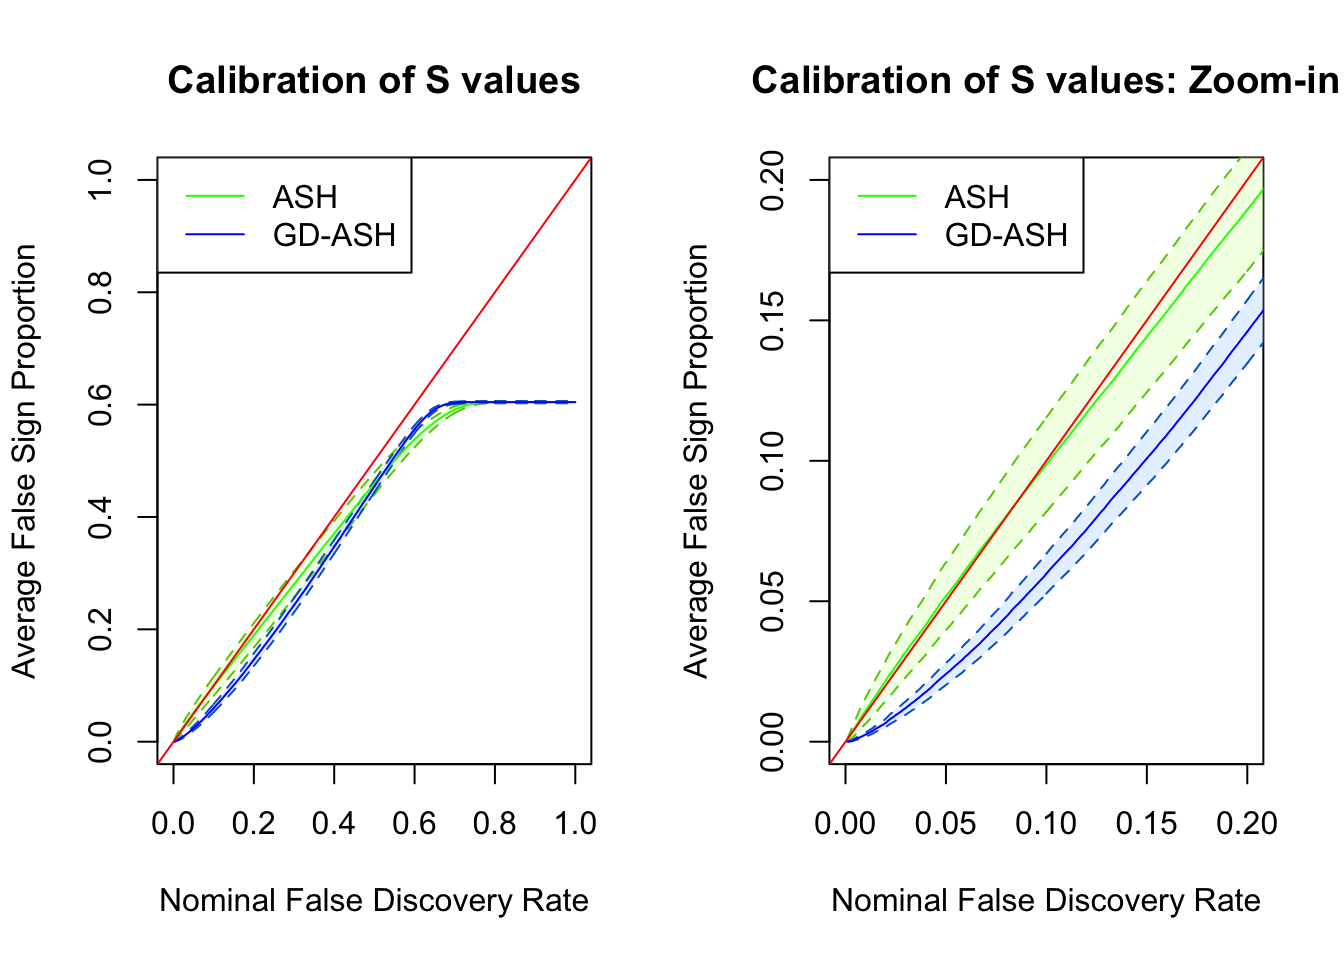 Calibration of S values
ASH
GD-ASH
Average False Sign Proportion
1.0
0.8
0.6
0.4
0.2
0.0
0.0 0.2 0.4 0.6 0.8 1.0
Nominal False Discovery Rate
Calibration of S values: Zoom-in
ASH
GD-ASH
Average False Sign Proportion
0.20
0.15
0.10
0.05
0.00
0.00 0.05 0.10 0.15 0.20
Nominal False Discovery Rate